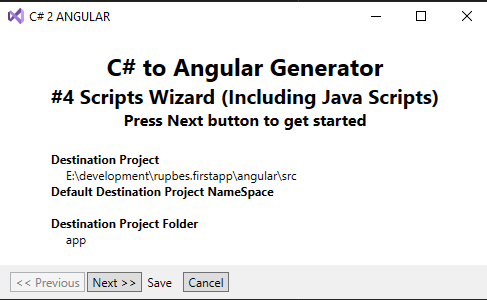 C# 2 ANGULAR
C# to Angular Generator
#4 Scripts Wizard (Including Java Scripts)
Press Next button to get started
Destination Project
E:\development\rupbes.firstapp\angular\src
Default Destination Project NameSpace
Destination Project Folder
app
<< Previous Next >> Save Cancel